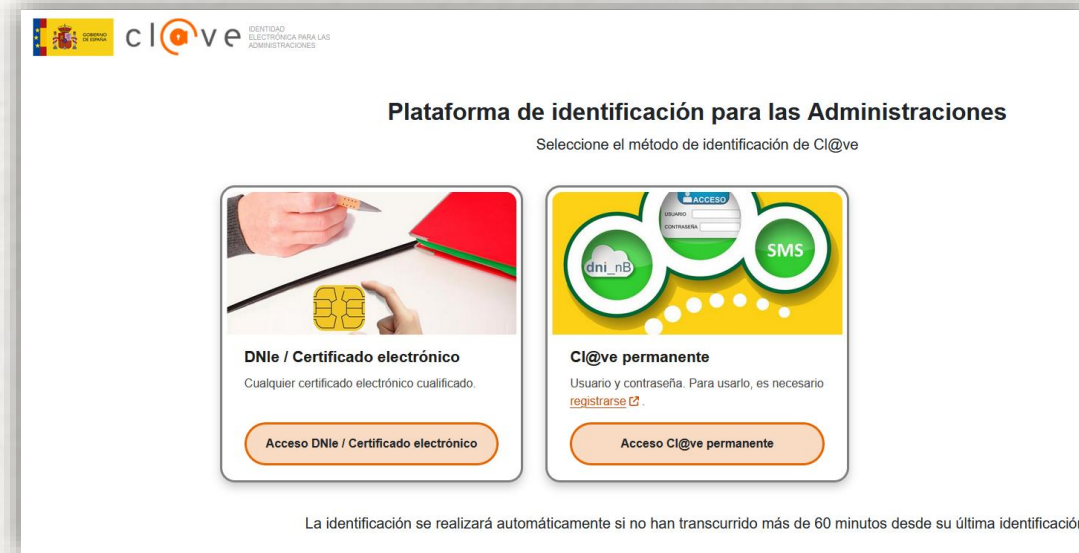 GOBIERNO
DE ESPAÑA
cl@ve
IDENTIDAD
ELECTRÓNICA PARA LAS
ADMINISTRACIONES
Plataforma de identificación para las Administraciones
Seleccione el método de identificación de Cl@ve
ACCESO
USUARIO
CONTRASEÑA
dni_nB
SMS
DNIe / Certificado electrónico
Cualquier certificado electrónico cualificado.
Acceso DNIe / Certificado electrónico
Cl@ve permanente
Usuario y contraseña. Para usarlo, es necesario
registrarse .
Acceso Cl@ve permanente
La identificación se realizará automáticamente si no han transcurrido más de 60 minutos desde su última identificación